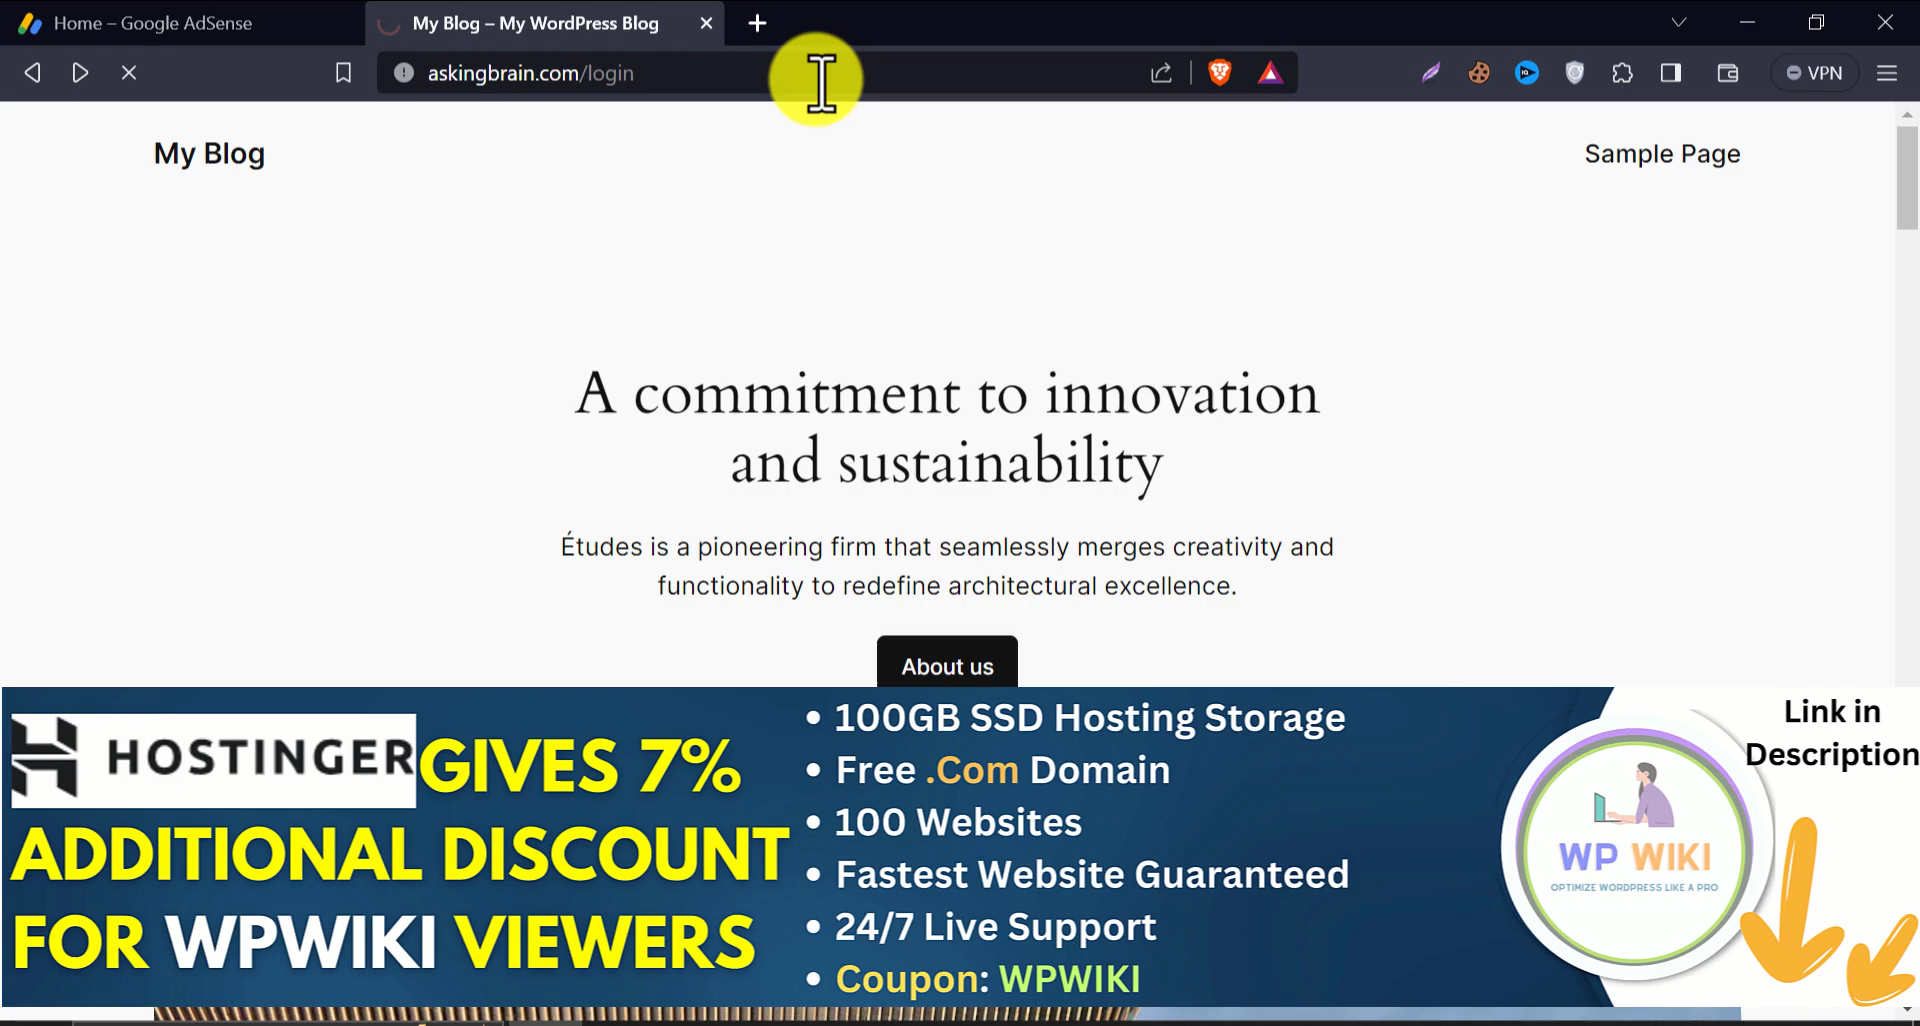 Home – Google AdSense
My Blog – My WordPress Blog
askingbrain.com/login
VPN
My Blog
Sample Page
A commitment to innovation
and sustainability
Études is a pioneering firm that seamlessly merges creativity and
functionality to redefine architectural excellence.
About us
HOSTINGER GIVES 7%
ADDITIONAL DISCOUNT
FOR WPWIKI VIEWERS
• 100GB SSD Hosting Storage
• Free .Com Domain
• 100 Websites
• Fastest Website Guaranteed
• 24/7 Live Support
• Coupon: WPWIKI
WP WIKI
OPTIMIZE WORDPRESS LIKE A PRO
Link in
Description